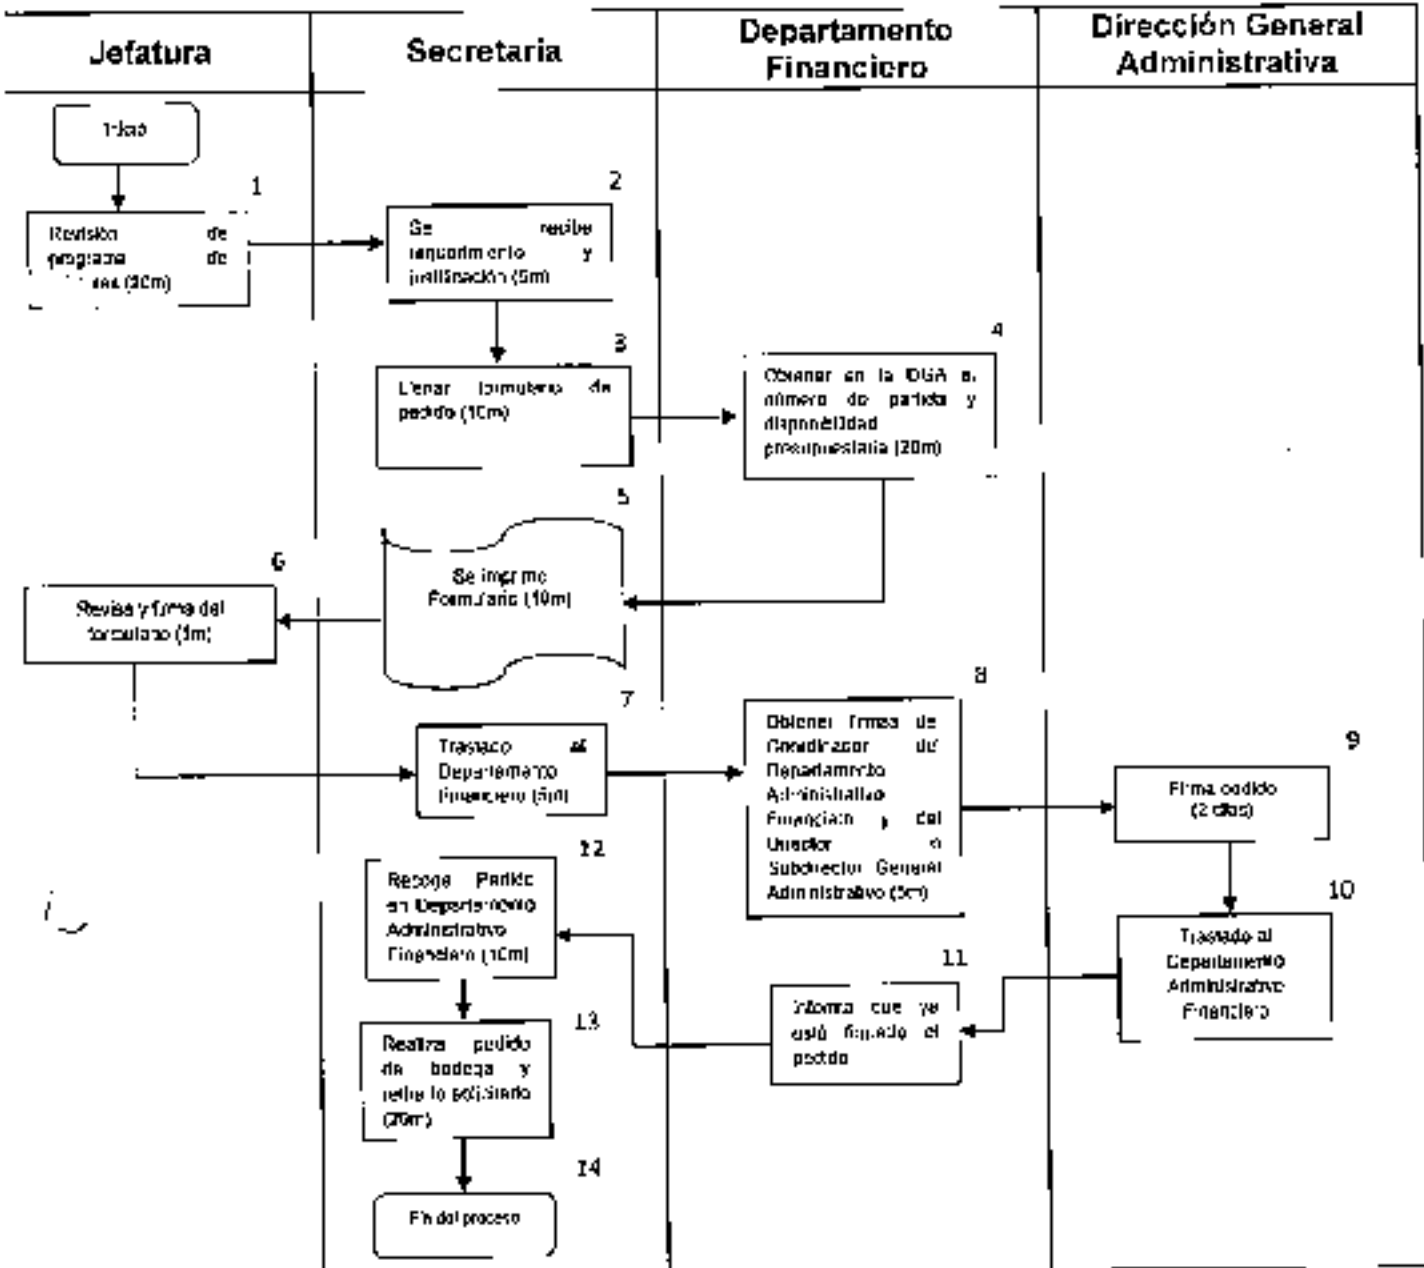 Jefatura
Secretaria
Departamento
Financiero
Dirección General
Administrativa
1
Revisión de
programa de
(20m)
2
Se recibe
requerimiento y
(5m)
3
Llenar formulario de
pedido (10m)
4
Obtener en la DGA el
número de partida y
disponibilidad
presupuestaria (20m)
5
Se imprime
Formulario (10m)
6
Revisa y firma del
formulario
7
Traslado al
Departamento
Financiero (5m)
8
Obtener firma de
Coordinador del
Departamento
Administrativo
Financiero y del
Director o
Subdirector General
Administrativo (5m)
9
Firma pedido
(2 días)
10
Traslado al
Departamento
Administrativo
Financiero
11
Informa que ya
está firmado el
pedido
12
Recoge Pedido
en Departamento
Administrativo
Financiero (10m)
13
Realiza pedido
de bodega y
retira lo
(20m)
14
Fin del proceso